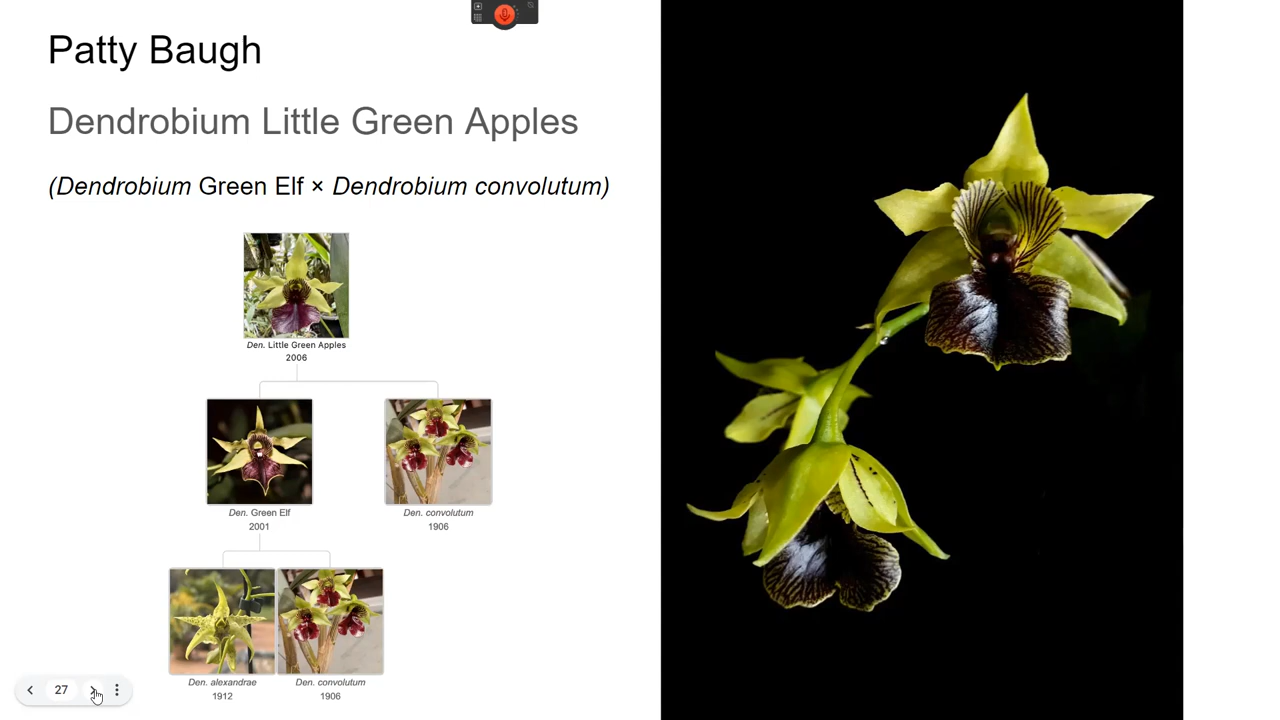 Patty Baugh
Dendrobium Little Green Apples
(Dendrobium Green Elf × Dendrobium convolutum)
Den. Little Green Apples
2006
Den. Green Elf
2001
Den. convolutum
1906
Den. alexandrae
1912
Den. convolutum
1906
27